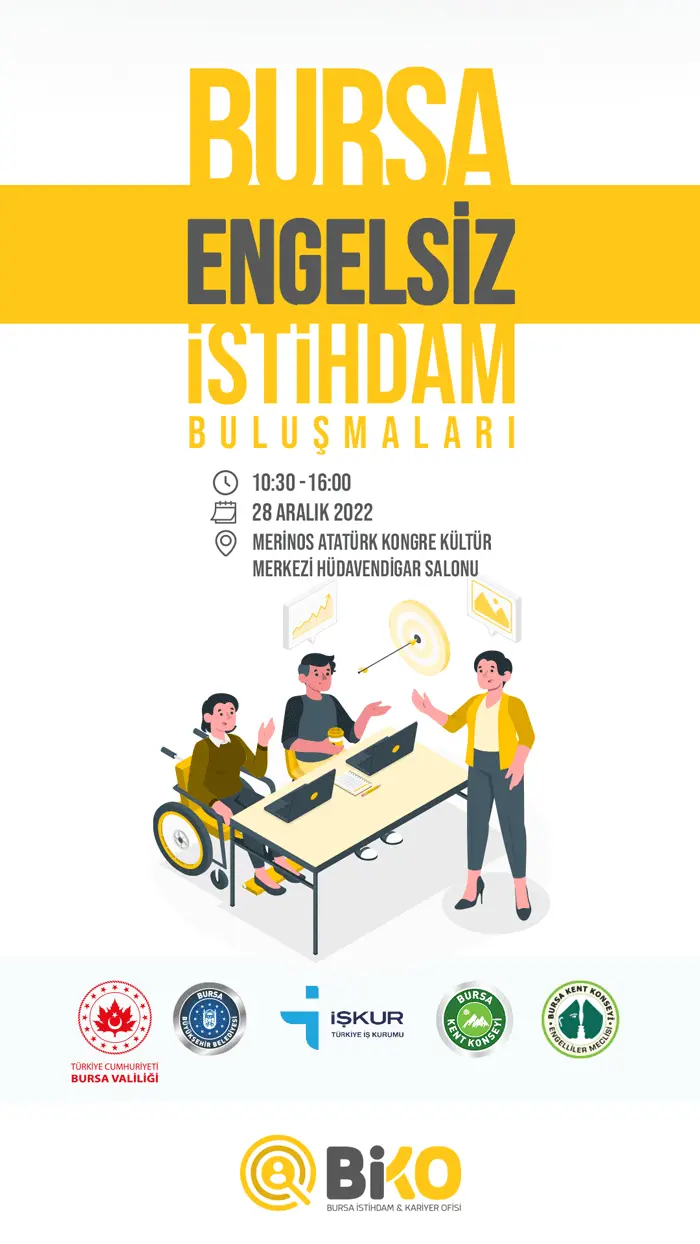 BURSA
ENGELSİZ
İSTİHDAM
BULUŞMALARI
10:30 -16:00
28 ARALIK 2022
MERİNOS ATATÜRK KONGRE KÜLTÜR
MERKEZİ HÜDAVENDİGAR SALONU
TÜRKİYE CUMHURİYETİ
BURSA VALİLİĞİ
BURSA
BÜYÜKŞEHİR BELEDİYESİ
İŞKUR
TÜRKİYE İŞ KURUMU
BURSA
KENT KONSEYİ
BURSA KENT KONSEYİ
ENGELLİLER MECLİSİ
BiKO
BURSA İSTİHDAM & KARİYER OFİSİ